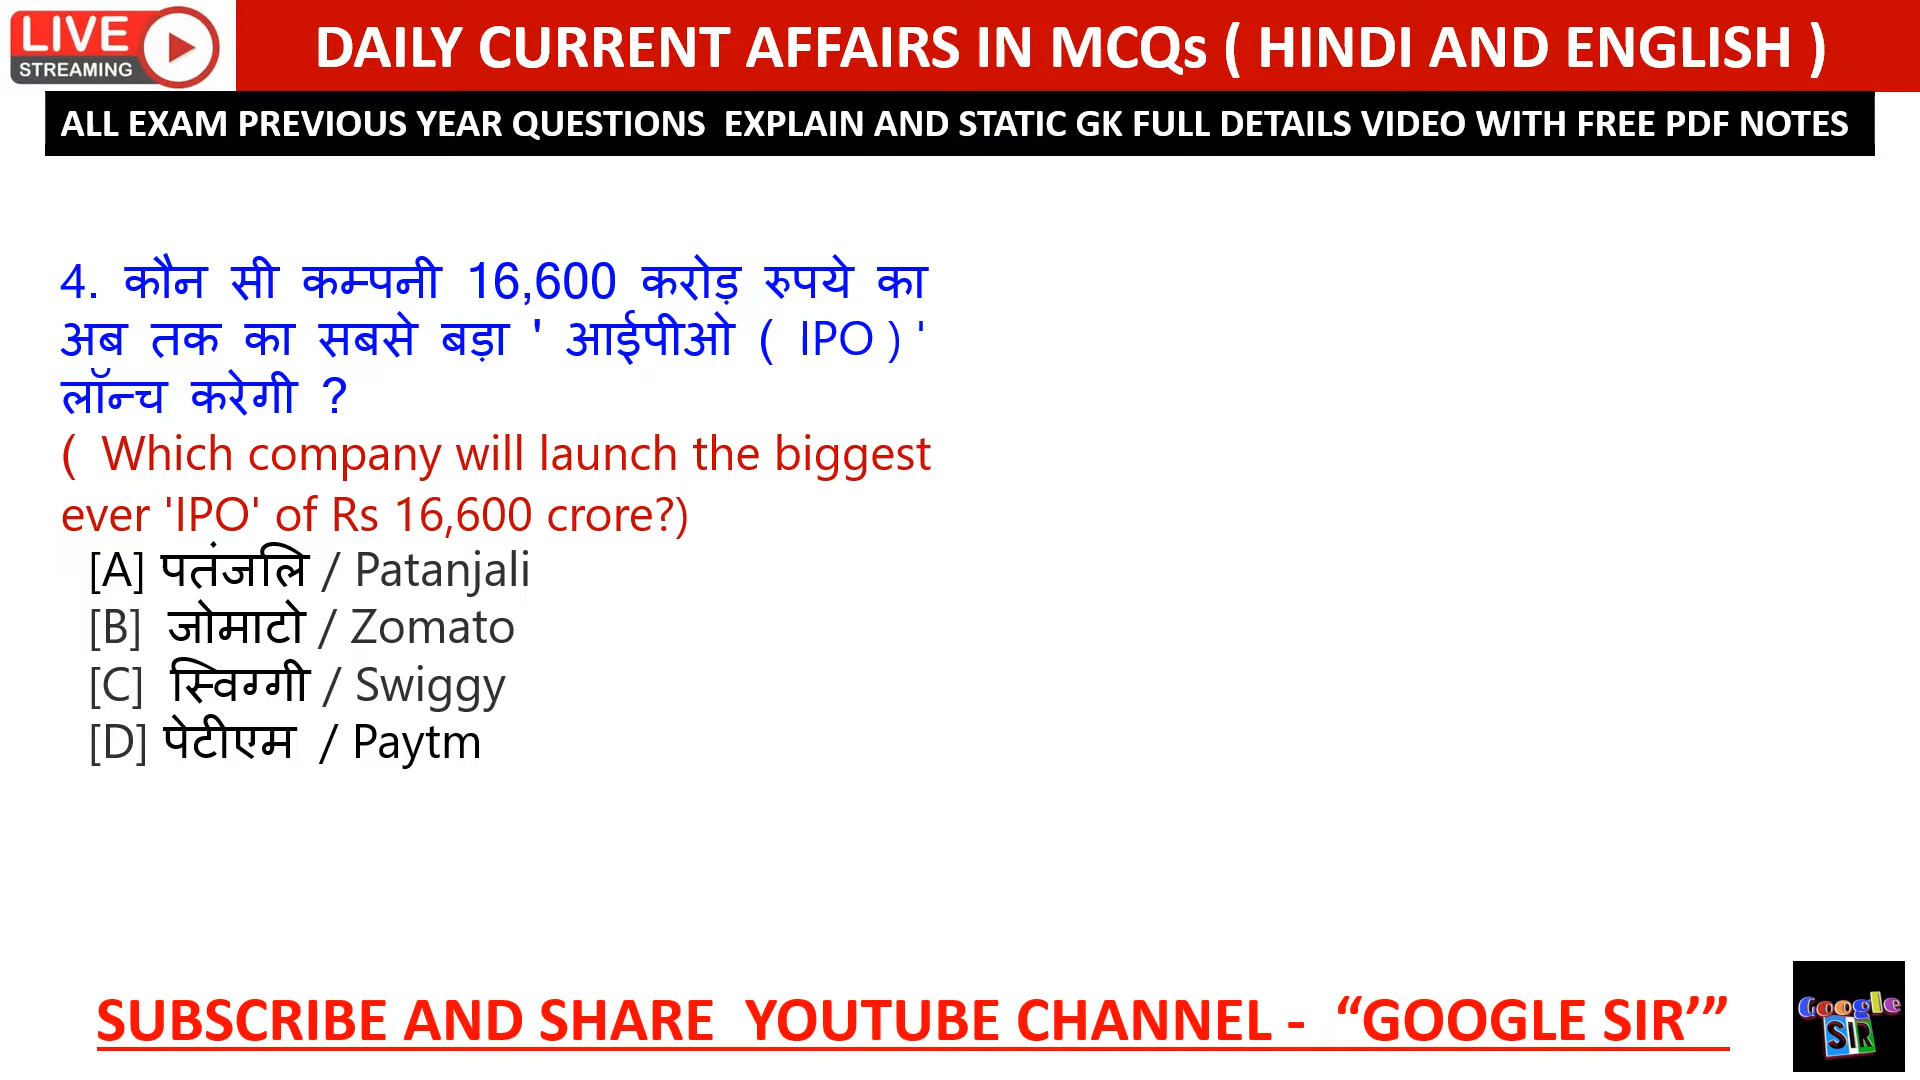 LIVE
STREAMING
DAILY CURRENT AFFAIRS IN MCQs ( HINDI AND ENGLISH )
ALL EXAM PREVIOUS YEAR QUESTIONS EXPLAIN AND STATIC GK FULL DETAILS VIDEO WITH FREE PDF NOTES
4. कौन सी कम्पनी 16,600 करोड़ रुपये का
अब तक का सबसे बड़ा ' आईपीओ ( IPO ) '
लॉन्च करेगी ?
( Which company will launch the biggest
ever 'IPO' of Rs 16,600 crore?)
[A] पतंजलि / Patanjali
[B] जोमाटो / Zomato
[C] स्विग्गी / Swiggy
[D] पेटीएम / Paytm
SUBSCRIBE AND SHARE YOUTUBE CHANNEL - “GOOGLE SIR’”
Google
SIR